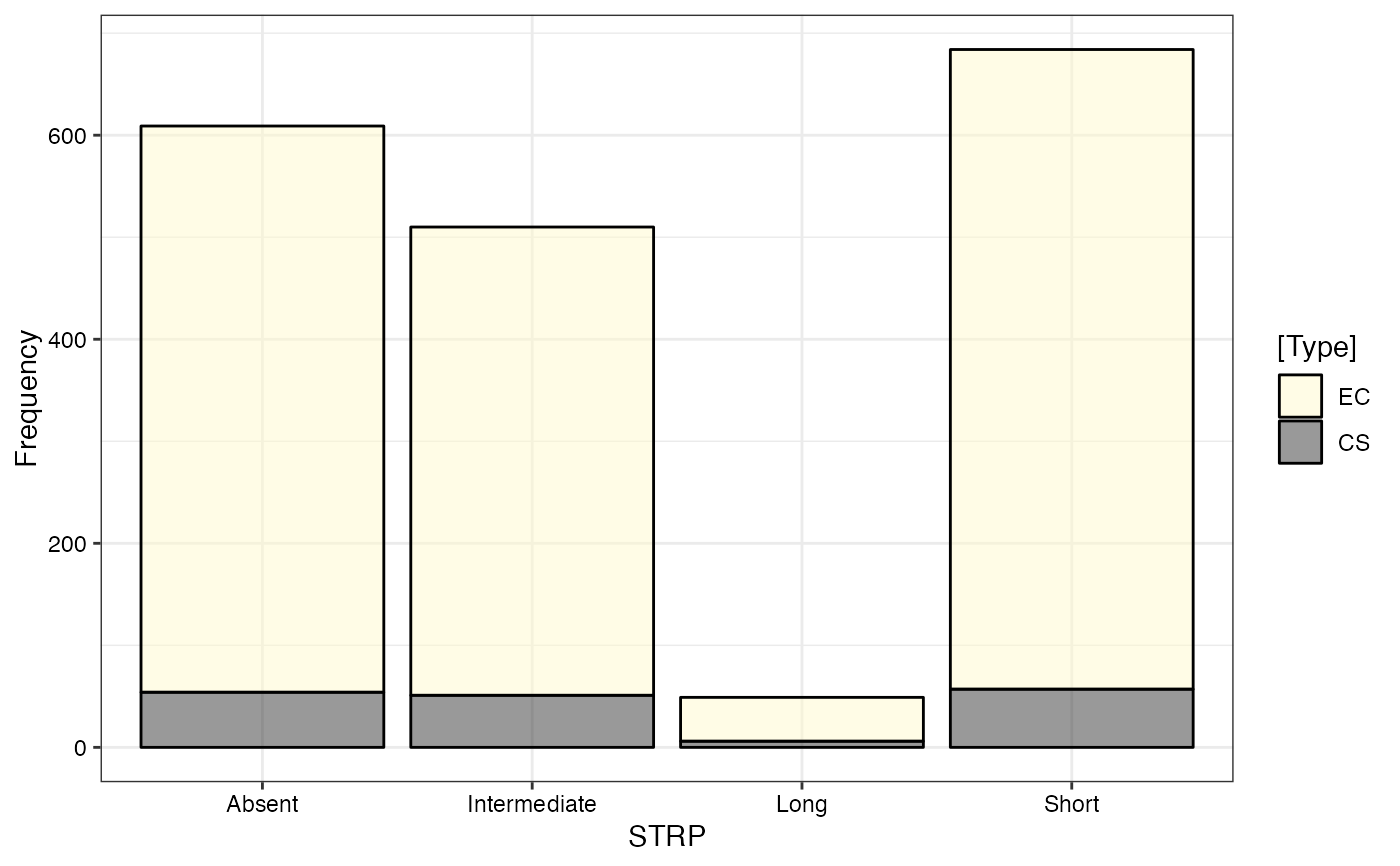 Frequency
600
400
200
0
Absent Intermediate Long Short
STRP
[Type]
EC
CS